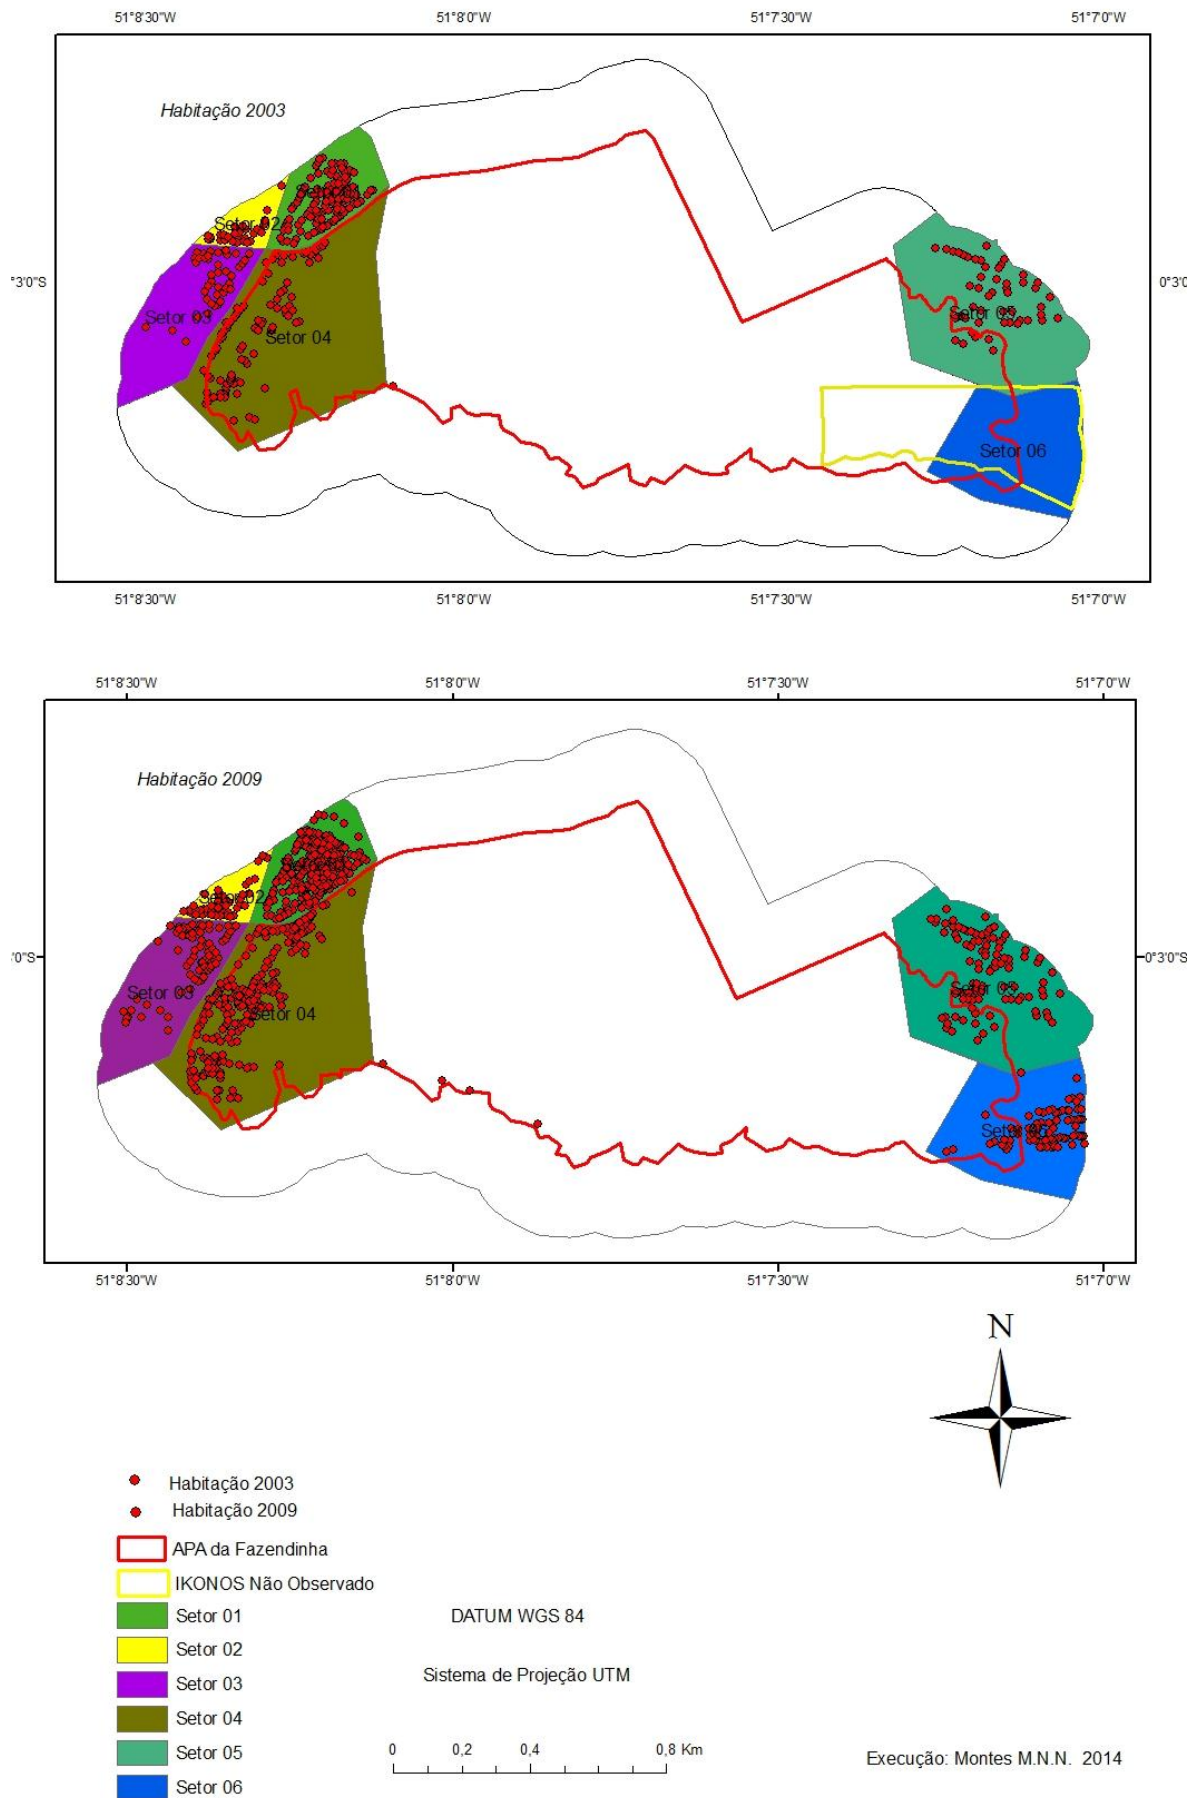 51°8'30"W 51°8'0"W 51°7'30"W 51°7'0"W
Habitação 2003
Setor 02
°3'0"S 0°3'0
Setor 03 Setor 05
Setor 04
Setor 06
51°8'30"W 51°8'0"W 51°7'30"W 51°7'0"W
51°8'30"W 51°8'0"W 51°7'30"W 51°7'0"W
Habitação 2009
Setor 02
'0"S 0°3'0"S
Setor 03 Setor 05
Setor 04
Setor 06
51°8'30"W 51°8'0"W 51°7'30"W 51°7'0"W
N
Habitação 2003
Habitação 2009
APA da Fazendinha
IKONOS Não Observado
Setor 01 DATUM WGS 84
Setor 02
Setor 03 Sistema de Projeção UTM
Setor 04
Setor 05 0 0,2 0,4 0,8 Km Execução: Montes M.N.N. 2014
Setor 06